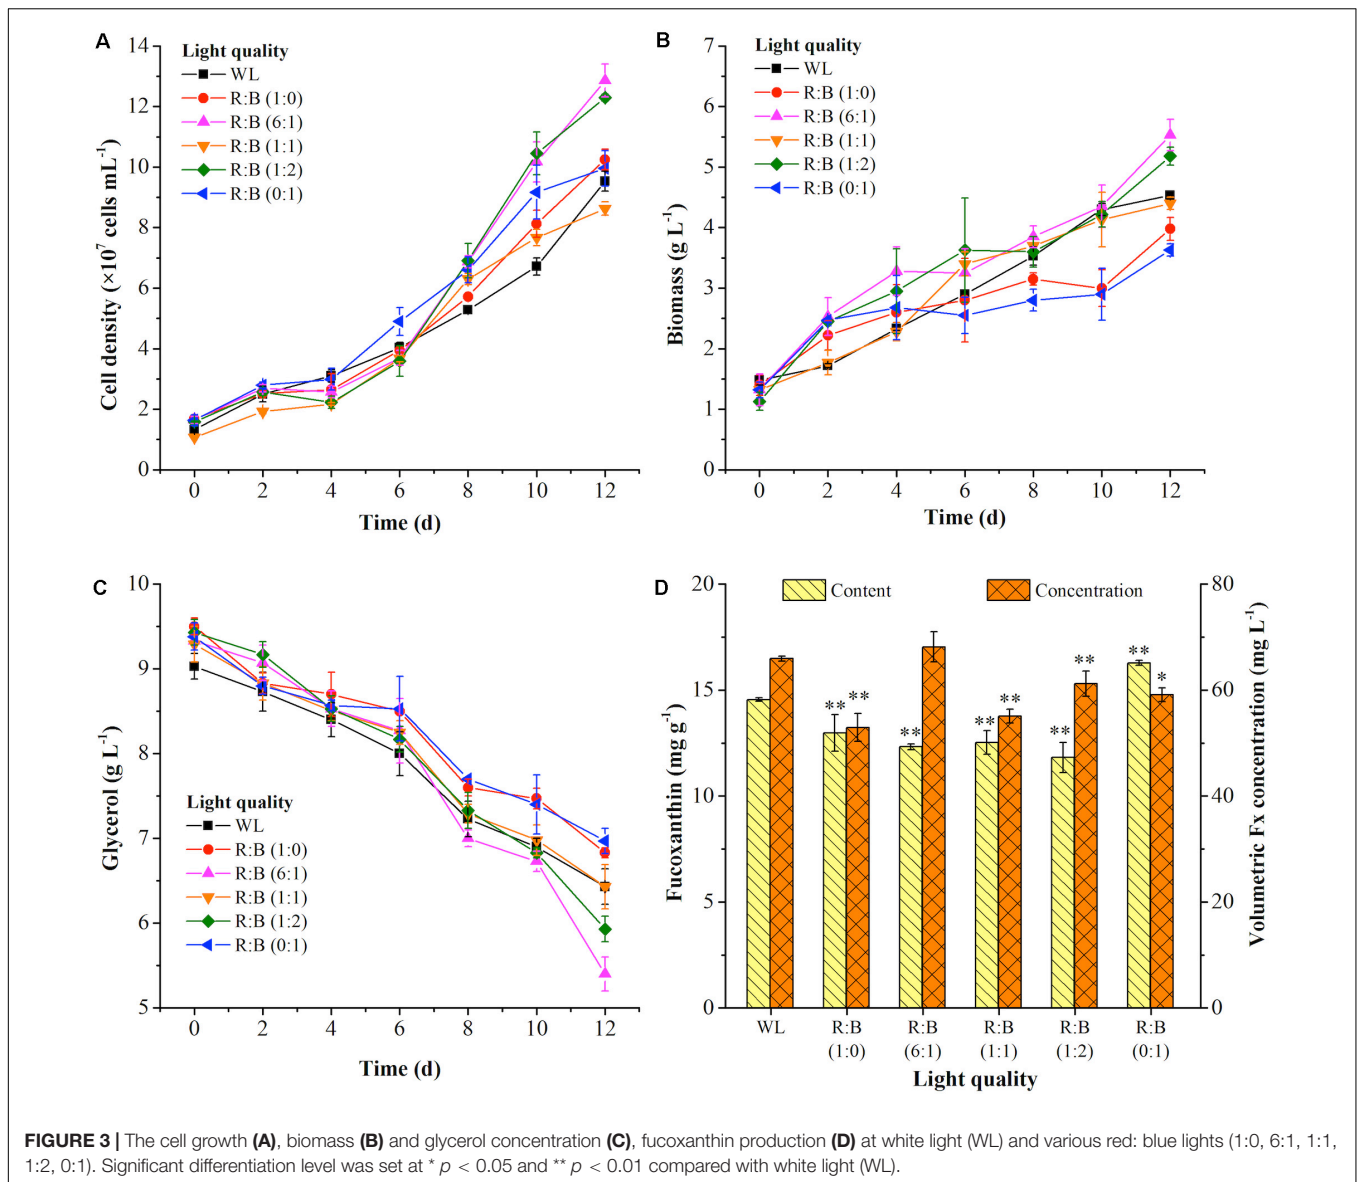 A
14
12
10
8
6
4
2
0
Cell density (×10⁷ cells mL⁻¹)
Light quality
WL
R:B (1:0)
R:B (6:1)
R:B (1:1)
R:B (1:2)
R:B (0:1)
0 2 4 6 8 10 12
Time (d)
B
7
6
5
4
3
2
1
0
Biomass (g L⁻¹)
Light quality
WL
R:B (1:0)
R:B (6:1)
R:B (1:1)
R:B (1:2)
R:B (0:1)
0 2 4 6 8 10 12
Time (d)
C
10
9
8
7
6
5
Glycerol (g L⁻¹)
Light quality
WL
R:B (1:0)
R:B (6:1)
R:B (1:1)
R:B (1:2)
R:B (0:1)
0 2 4 6 8 10 12
Time (d)
D
20
15
10
5
0
Fucoxanthin (mg g⁻¹)
Content Concentration
** ** ** ** ** ** ** ** *
80
60
40
20
0
Volumetric Fx concentration (mg L⁻¹)
WL R:B R:B R:B R:B R:B
(1:0) (6:1) (1:1) (1:2) (0:1)
Light quality
FIGURE 3 | The cell growth (A), biomass (B) and glycerol concentration (C), fucoxanthin production (D) at white light (WL) and various red: blue lights (1:0, 6:1, 1:1,
1:2, 0:1). Significant differentiation level was set at * p < 0.05 and ** p < 0.01 compared with white light (WL).